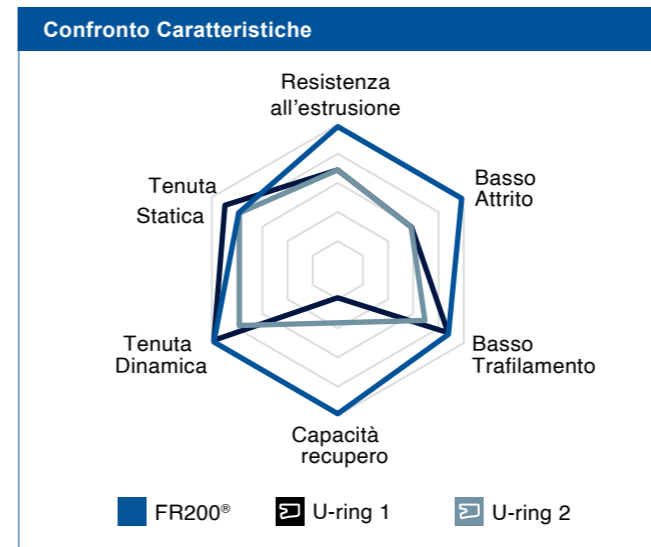 Confronto Caratteristiche
Resistenza
all'estrusione
Basso
Attrito
Tenuta
Statica
Tenuta
Dinamica
Basso
Trafilamento
Capacità
recupero
FR200® U-ring 1 U-ring 2